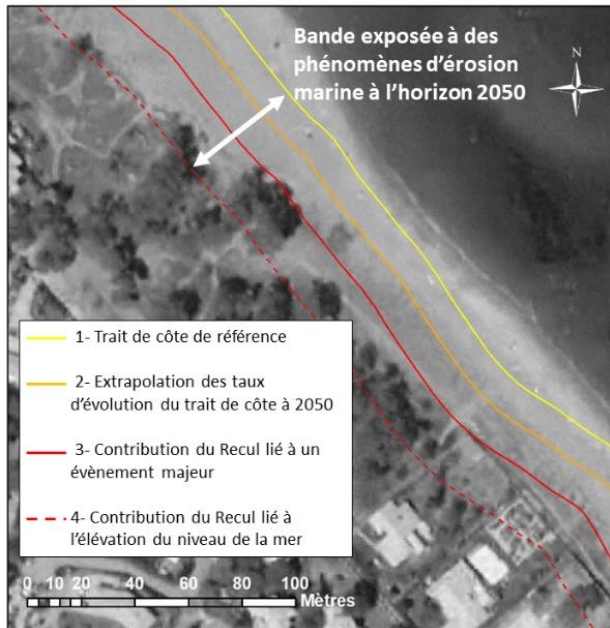 Bande exposée à des
phénomènes d'érosion
marine à l'horizon 2050
N
1- Trait de côte de référence
2- Extrapolation des taux
d'évolution du trait de côte à 2050
3- Contribution du Recul lié à un
évènement majeur
4- Contribution du Recul lié à
l'élévation du niveau de la mer
0 10 20 40 60 80 100
Mètres